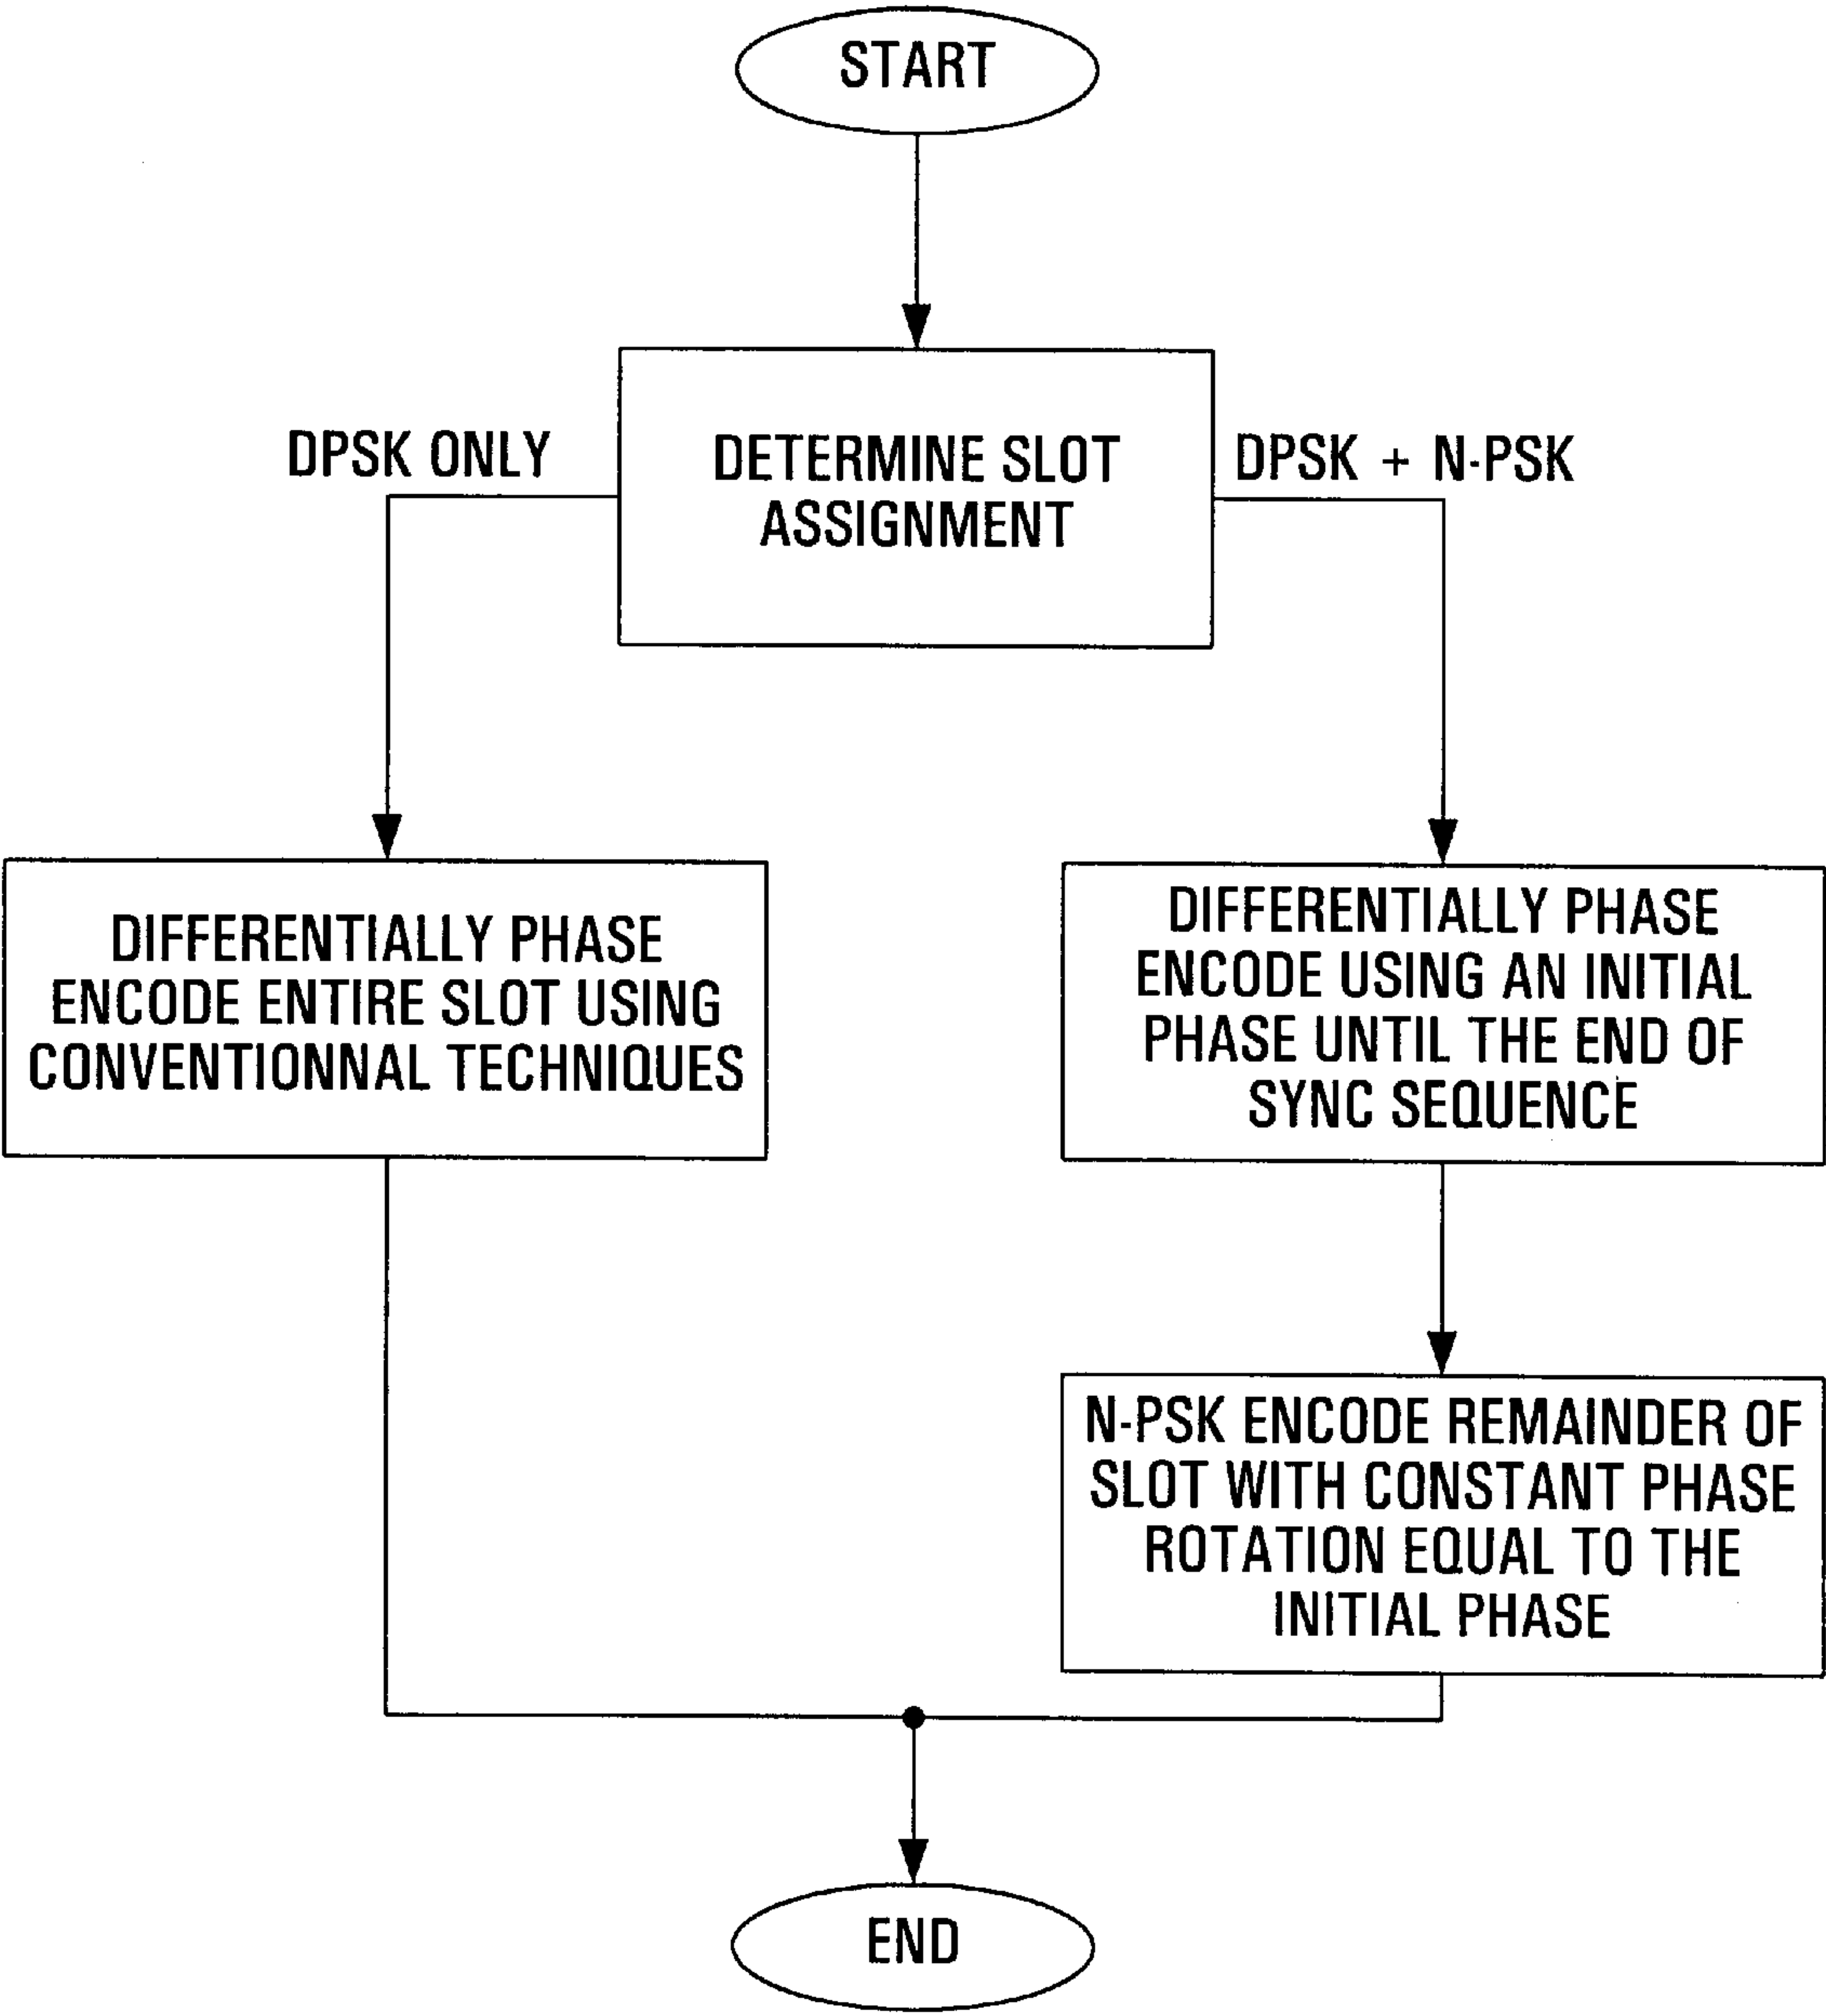 START
DETERMINE SLOT
ASSIGNMENT
DPSK ONLY
DPSK + N-PSK
DIFFERENTIALLY PHASE
ENCODE ENTIRE SLOT USING
CONVENTIONNAL TECHNIQUES
DIFFERENTIALLY PHASE
ENCODE USING AN INITIAL
PHASE UNTIL THE END OF
SYNC SEQUENCE
N-PSK ENCODE REMAINDER OF
SLOT WITH CONSTANT PHASE
ROTATION EQUAL TO THE
INITIAL PHASE
END